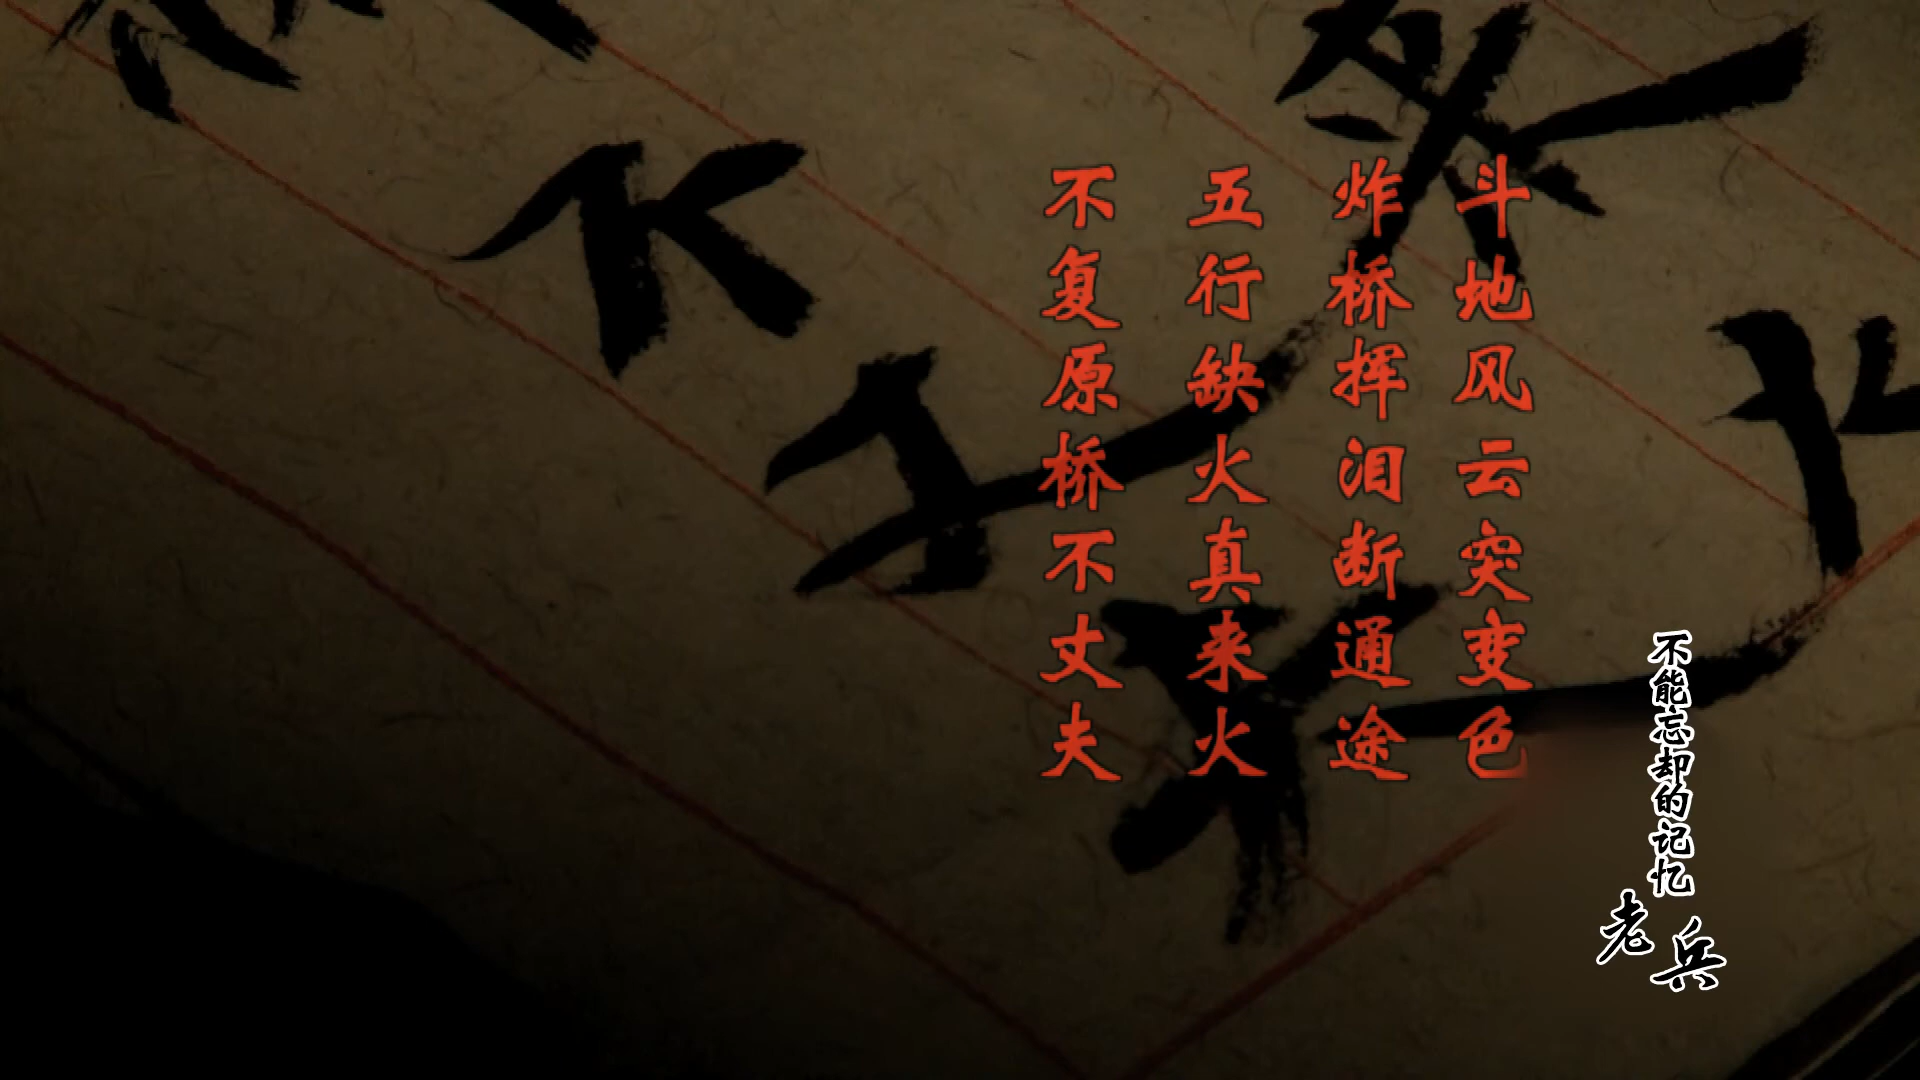 斗地风云突变色
炸桥挥泪断通途
五行缺火真来火
不复原桥不丈夫
不能忘却的记忆
老兵